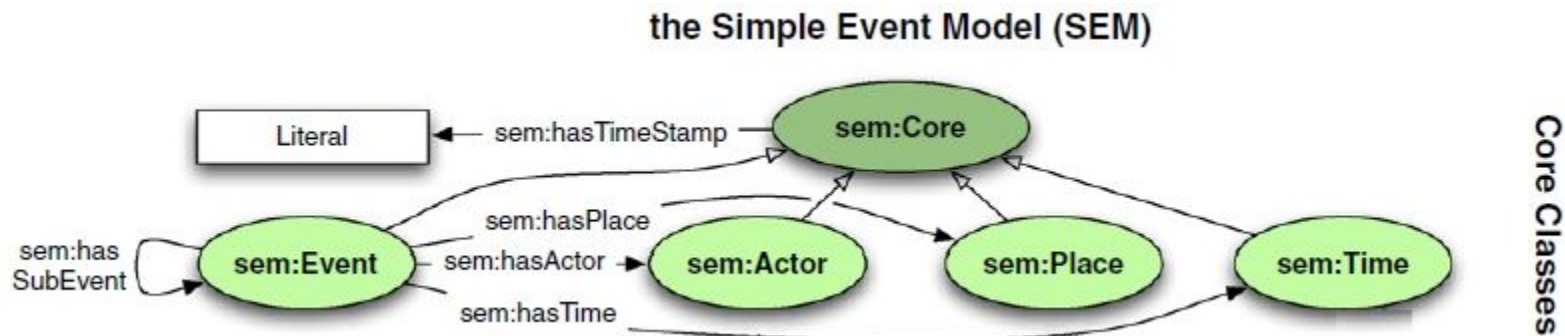 the Simple Event Model (SEM)
Literal
sem:hasTimeStamp
sem:Core
sem:hasPlace
sem:has
SubEvent
sem:Event
sem:hasActor
sem:Actor
sem:Place
sem:Time
sem:hasTime
Core Classes